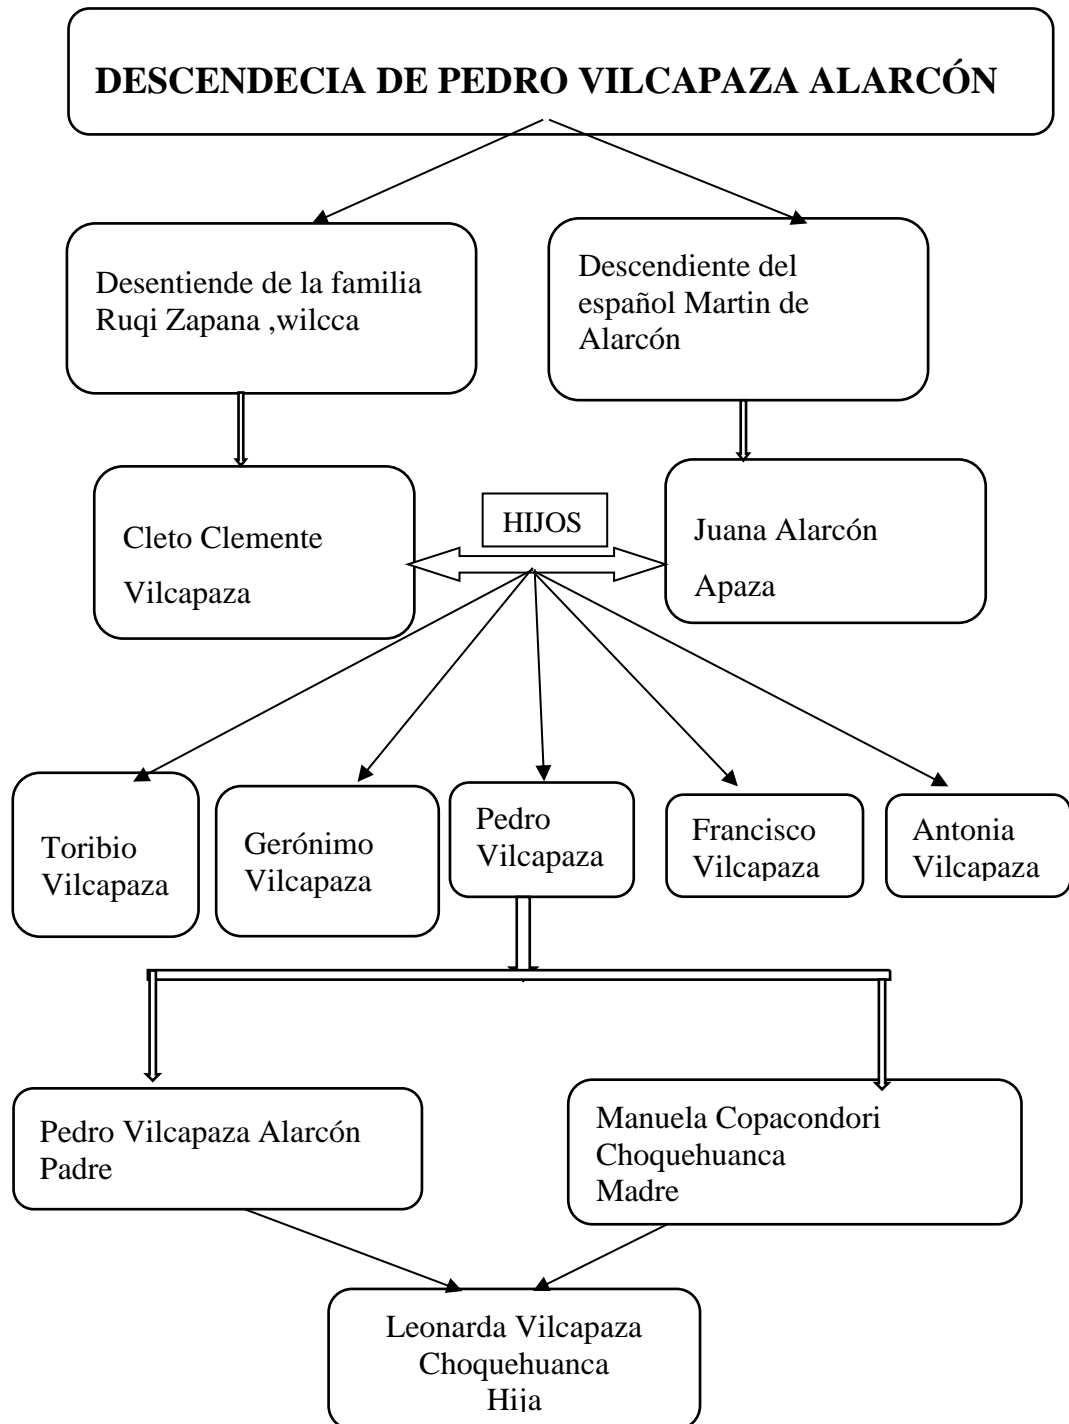 DESCENDECIA DE PEDRO VILCAPAZA ALARCÓN
Desentiende de la familia
Ruqi Zapana ,wilcca
Descendiente del
español Martin de
Alarcón
Cleto Clemente
Vilcapaza
HIJOS
Juana Alarcón
Apaza
Toribio
Vilcapaza
Gerónimo
Vilcapaza
Pedro
Vilcapaza
Francisco
Vilcapaza
Antonia
Vilcapaza
Pedro Vilcapaza Alarcón
Padre
Manuela Copacondori
Choquehuanca
Madre
Leonarda Vilcapaza
Choquehuanca
Hija